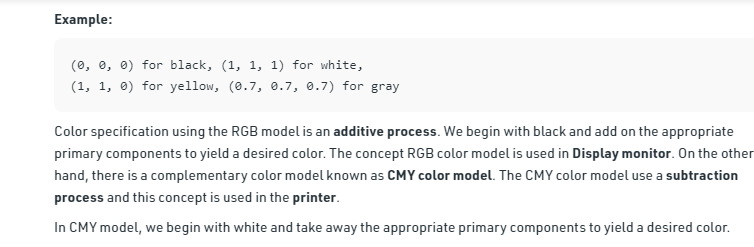 Example:
(0, 0, 0) for black, (1, 1, 1) for white,
(1, 1, 0) for yellow, (0.7, 0.7, 0.7) for gray
Color specification using the RGB model is an additive process. We begin with black and add on the appropriate
primary components to yield a desired color. The concept RGB color model is used in Display monitor. On the other
hand, there is a complementary color model known as CMY color model. The CMY color model use a subtraction
process and this concept is used in the printer.
In CMY model, we begin with white and take away the appropriate primary components to yield a desired color.